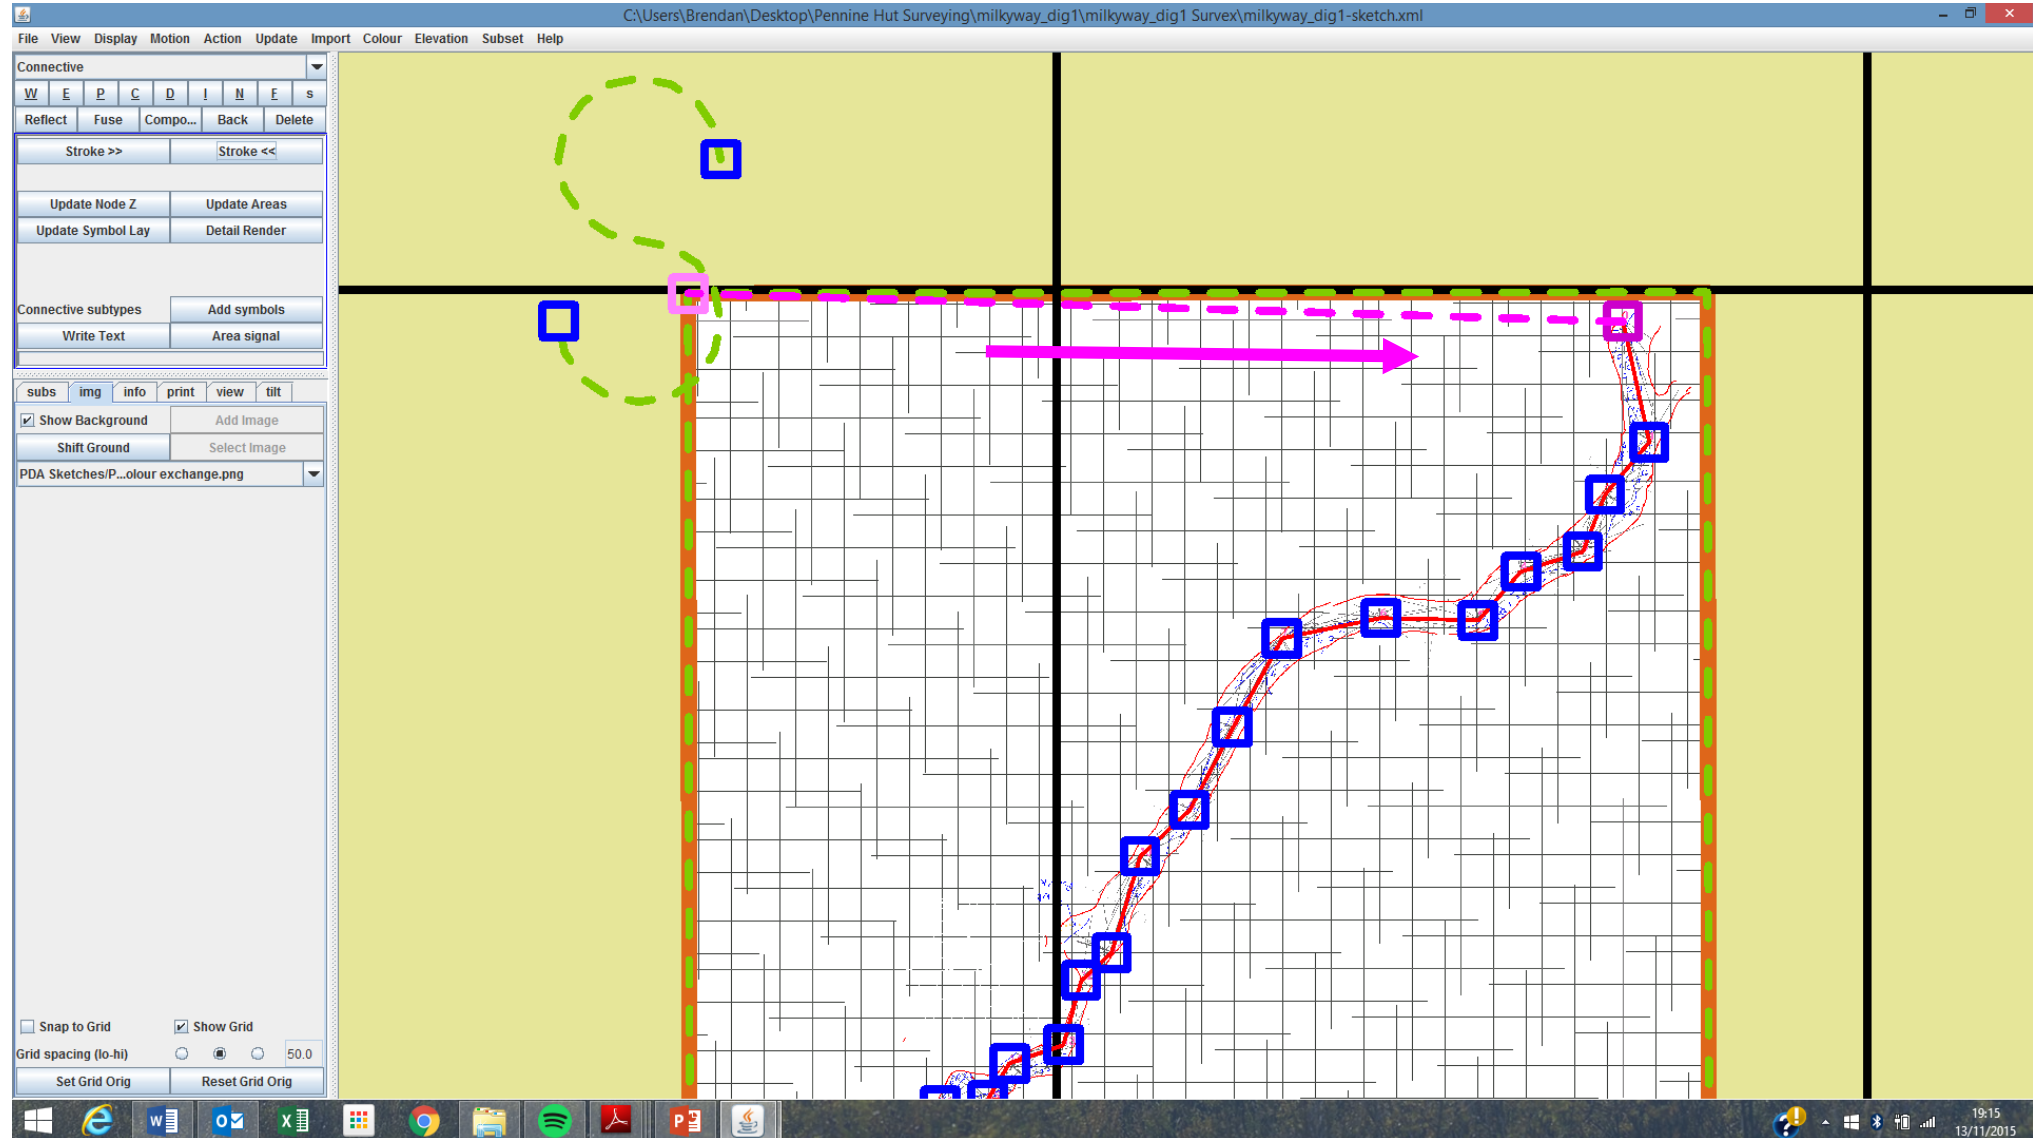 C:\Users\Brendan\Desktop\Pennine Hut Surveying\milkyway_dig1\milkyway_dig1 Survex\milkyway_dig1-sketch.xml
File View Display Motion Action Update Import Colour Elevation Subset Help
Connective
W E P C D I N F s
Reflect Fuse Compo... Back Delete
Stroke >> Stroke <<
Update Node Z Update Areas
Update Symbol Lay Detail Render
Connective subtypes Add symbols
Write Text Area signal
subs img info print view tilt
Show Background Add Image
Shift Ground Select Image
PDA Sketches/P...olour exchange.png
Snap to Grid Show Grid
Grid spacing (lo-hi) 50.0
Set Grid Orig Reset Grid Orig
19:15
13/11/2015